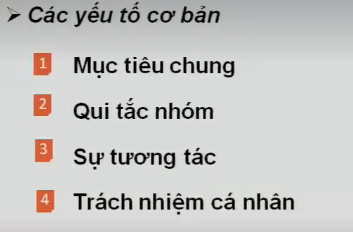 ➢ Các yếu tố cơ bản
1 Mục tiêu chung
2 Qui tắc nhóm
3 Sự tương tác
4 Trách nhiệm cá nhân